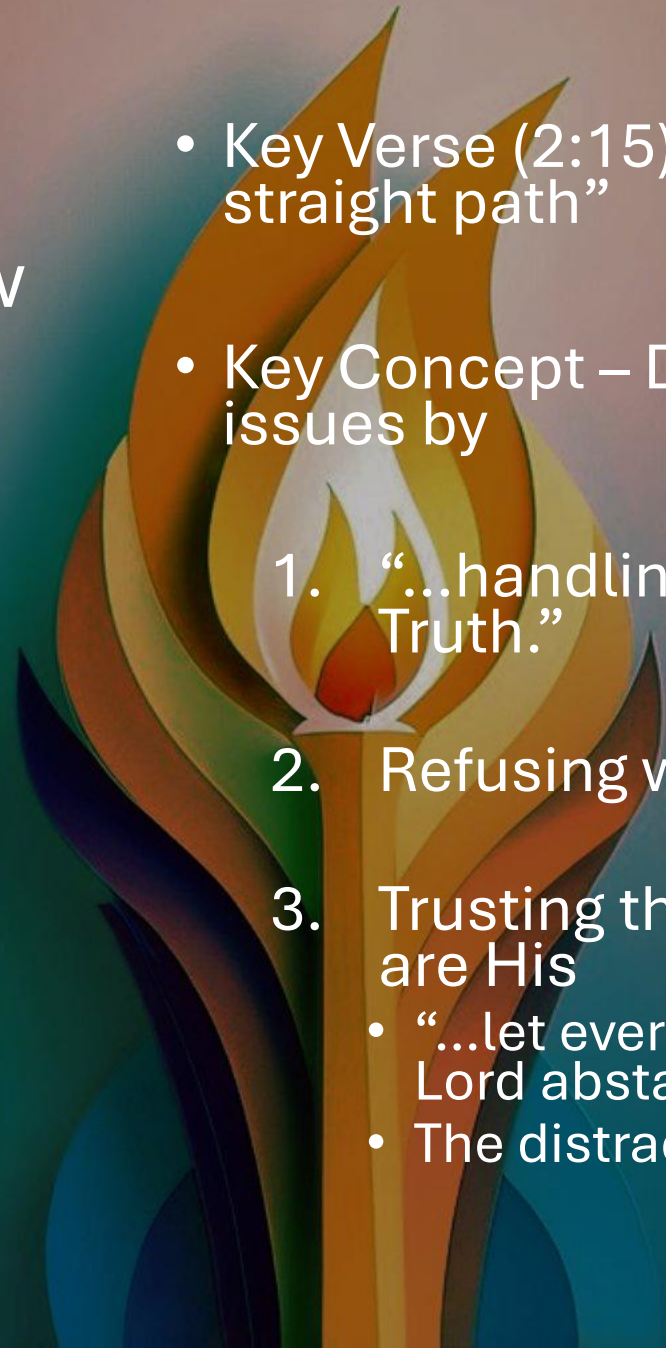 • Key Verse (2:15)
straight path”
w
• Key Concept –
issues by
1. “…handlin
Truth.”
2. Refusing
3. Trusting th
are His
• “…let ever
Lord absta
• The distrac